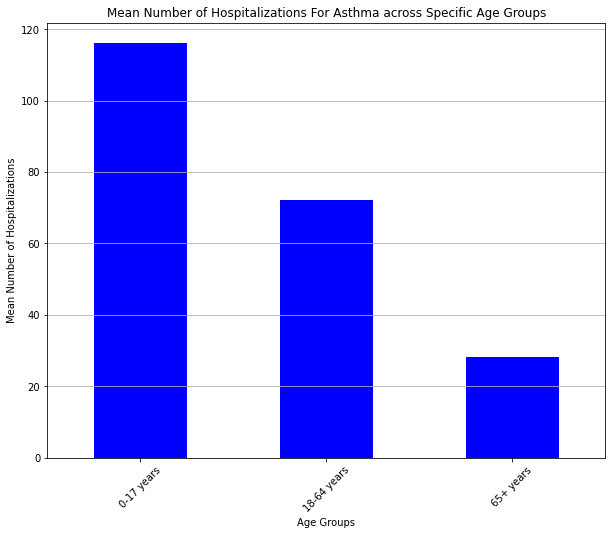 Mean Number of Hospitalizations For Asthma across Specific Age Groups
Mean Number of Hospitalizations
120
100
80
60
40
20
0
0-17 years
18-64 years
65+ years
Age Groups